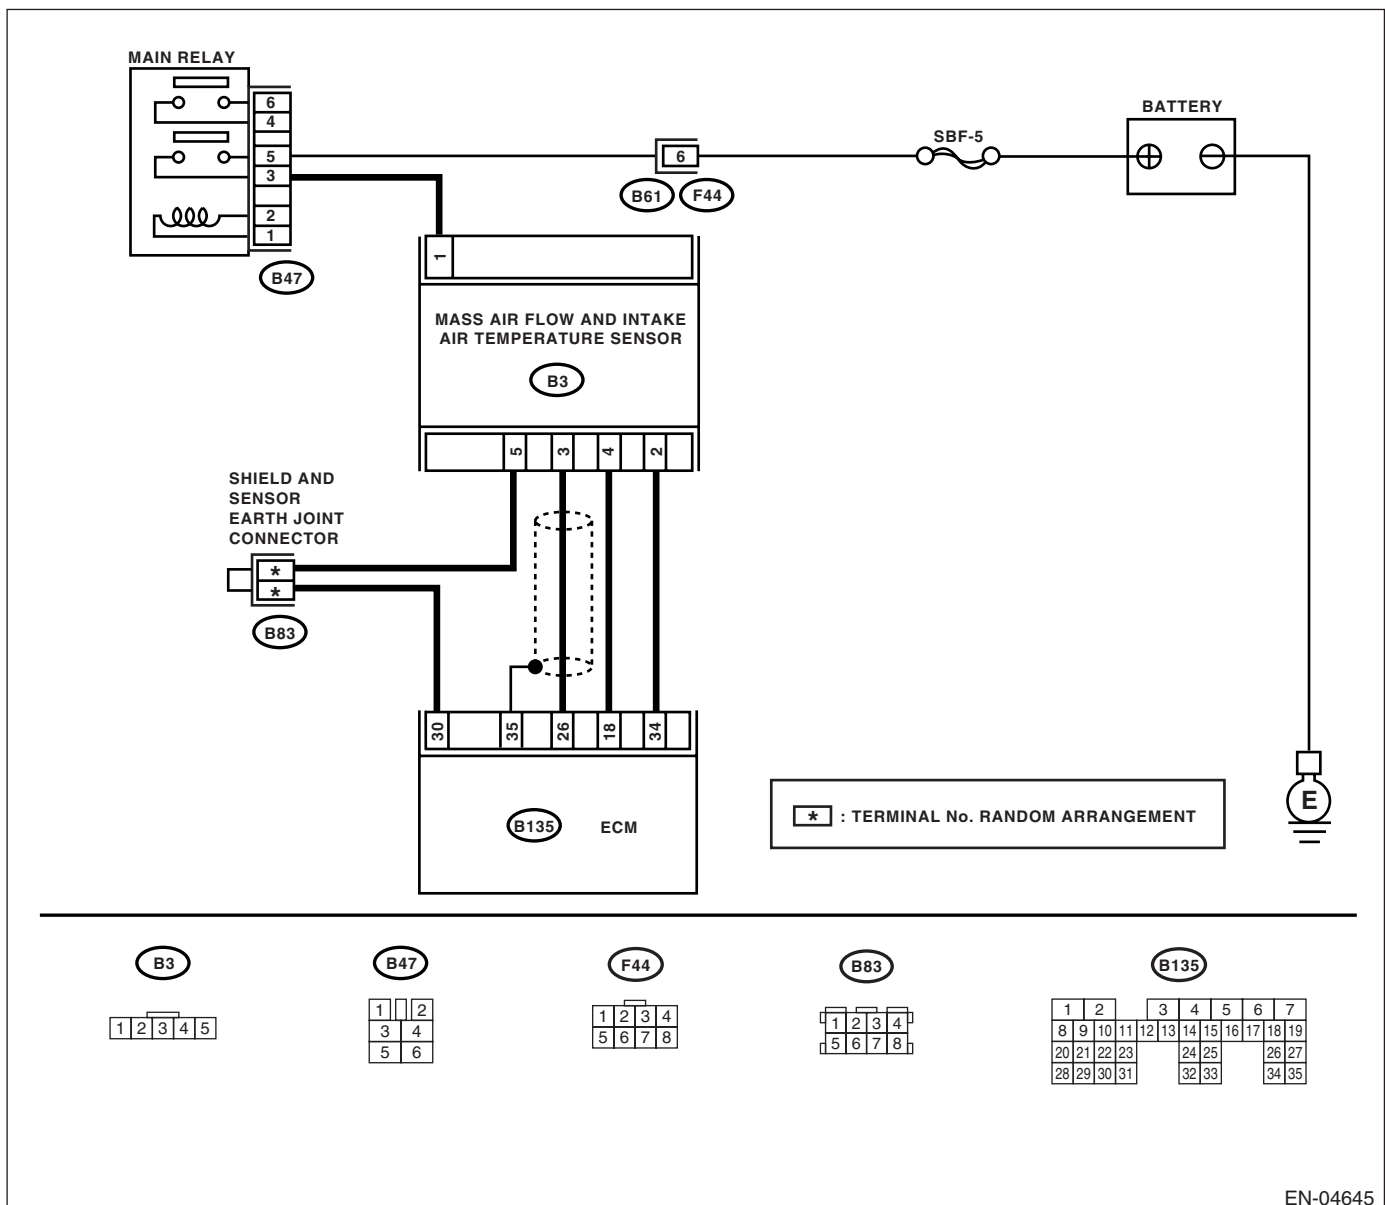 MAIN RELAY
6
4
5
3
2
1
B47
6
B61 F44
SBF-5
BATTERY
1
MASS AIR FLOW AND INTAKE
AIR TEMPERATURE SENSOR
B3
5 3 4 2
SHIELD AND
SENSOR
EARTH JOINT
CONNECTOR
*
*
B83
30 35 26 18 34
B135 ECM
* : TERMINAL No. RANDOM ARRANGEMENT
E
B3
1 2 3 4 5
B47
1 2
3 4
5 6
F44
1 2 3 4
5 6 7 8
B83
1 2 3 4
5 6 7 8
B135
1 2 3 4 5 6 7
8 9 10 11 12 13 14 15 16 17 18 19
20 21 22 23 24 25 26 27
28 29 30 31 32 33 34 35
EN-04645